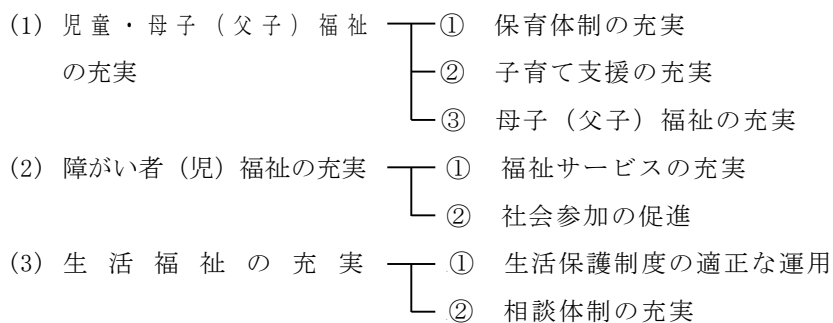 (1) 児童・母子（父子）福祉 ① 保育体制の充実
の充実 ② 子育て支援の充実
③ 母子（父子）福祉の充実
(2) 障がい者（児）福祉の充実 ① 福祉サービスの充実
② 社会参加の促進
(3) 生活福祉の充実 ① 生活保護制度の適正な運用
② 相談体制の充実